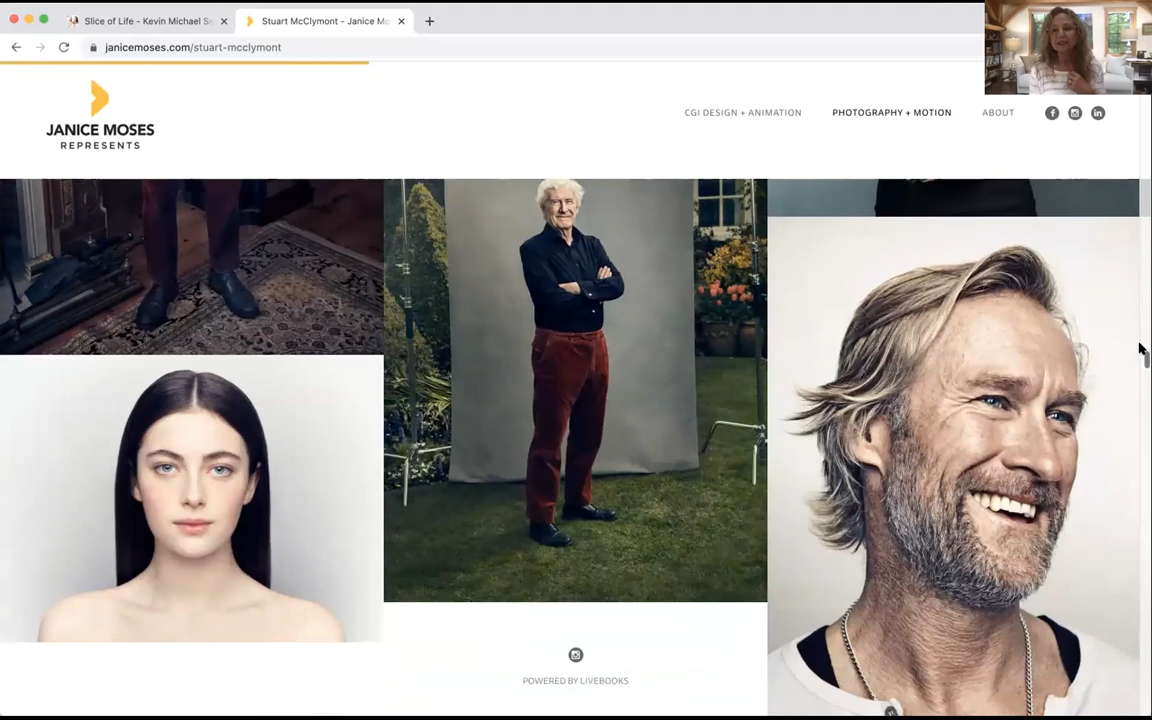 Slice of Life - Kevin Michael Se
Stuart McClymont - Janice Mo
janicemoses.com/stuart-mcclymont
JANICE MOSES
REPRESENTS
CGI DESIGN + ANIMATION
PHOTOGRAPHY + MOTION
ABOUT
POWERED BY LIVEBOOKS